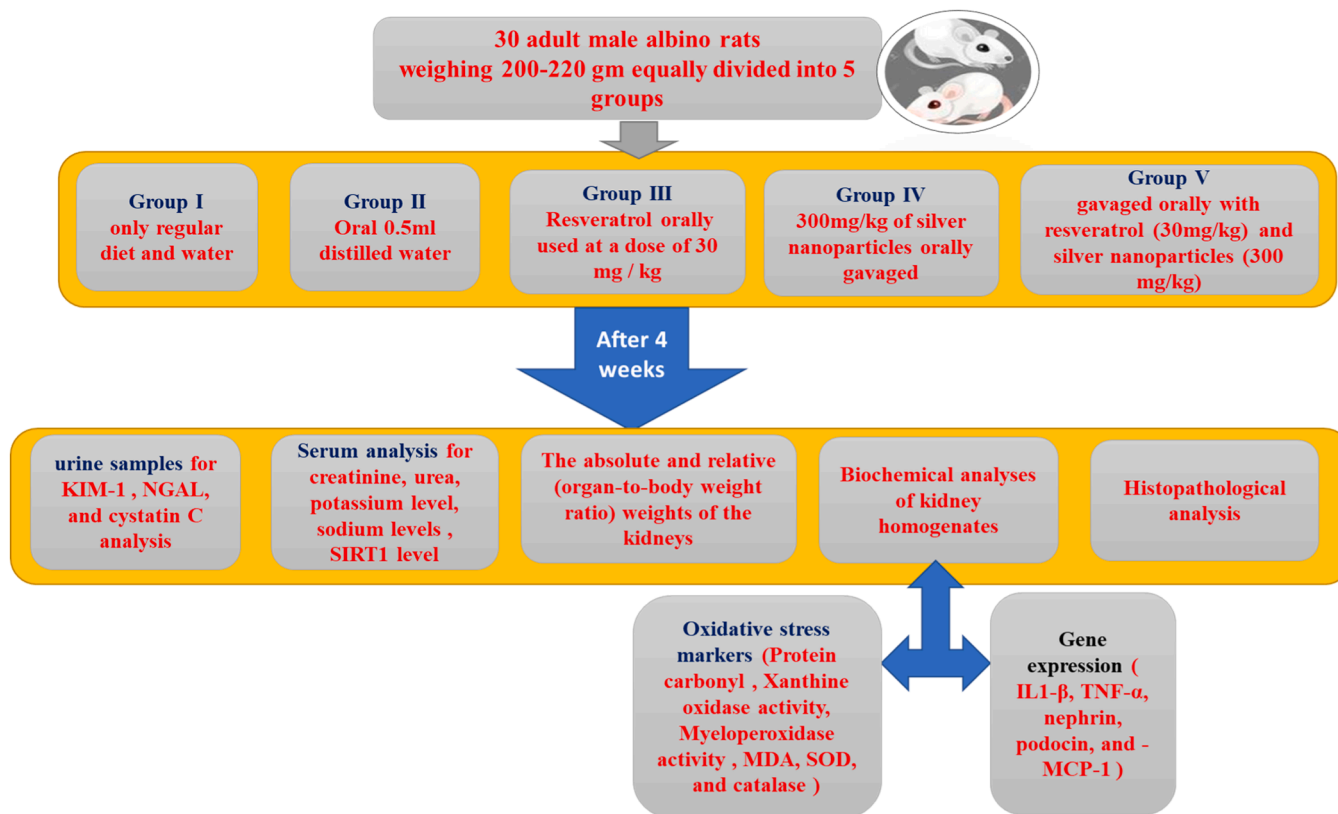 30 adult male albino rats
weighing 200-220 gm equally divided into 5
groups
Group I
only regular
diet and water
Group II
Oral 0.5ml
distilled water
Group III
Resveratrol orally
used at a dose of 30
mg / kg
Group IV
300mg/kg of silver
nanoparticles orally
gavaged
Group V
gavaged orally with
resveratrol (30mg/kg) and
silver nanoparticles (300
mg/kg)
After 4
weeks
urine samples for
KIM-1 , NGAL,
and cystatin C
analysis
Serum analysis for
creatinine, urea,
potassium level,
sodium levels ,
SIRT1 level
The absolute and relative
(organ-to-body weight
ratio) weights of the
kidneys
Biochemical analyses
of kidney
homogenates
Histopathological
analysis
Oxidative stress
markers (Protein
carbonyl , Xanthine
oxidase activity,
Myeloperoxidase
activity , MDA, SOD,
and catalase )
Gene
expression (
IL1-β, TNF-α,
nephrin,
podocin, and -
MCP-1 )